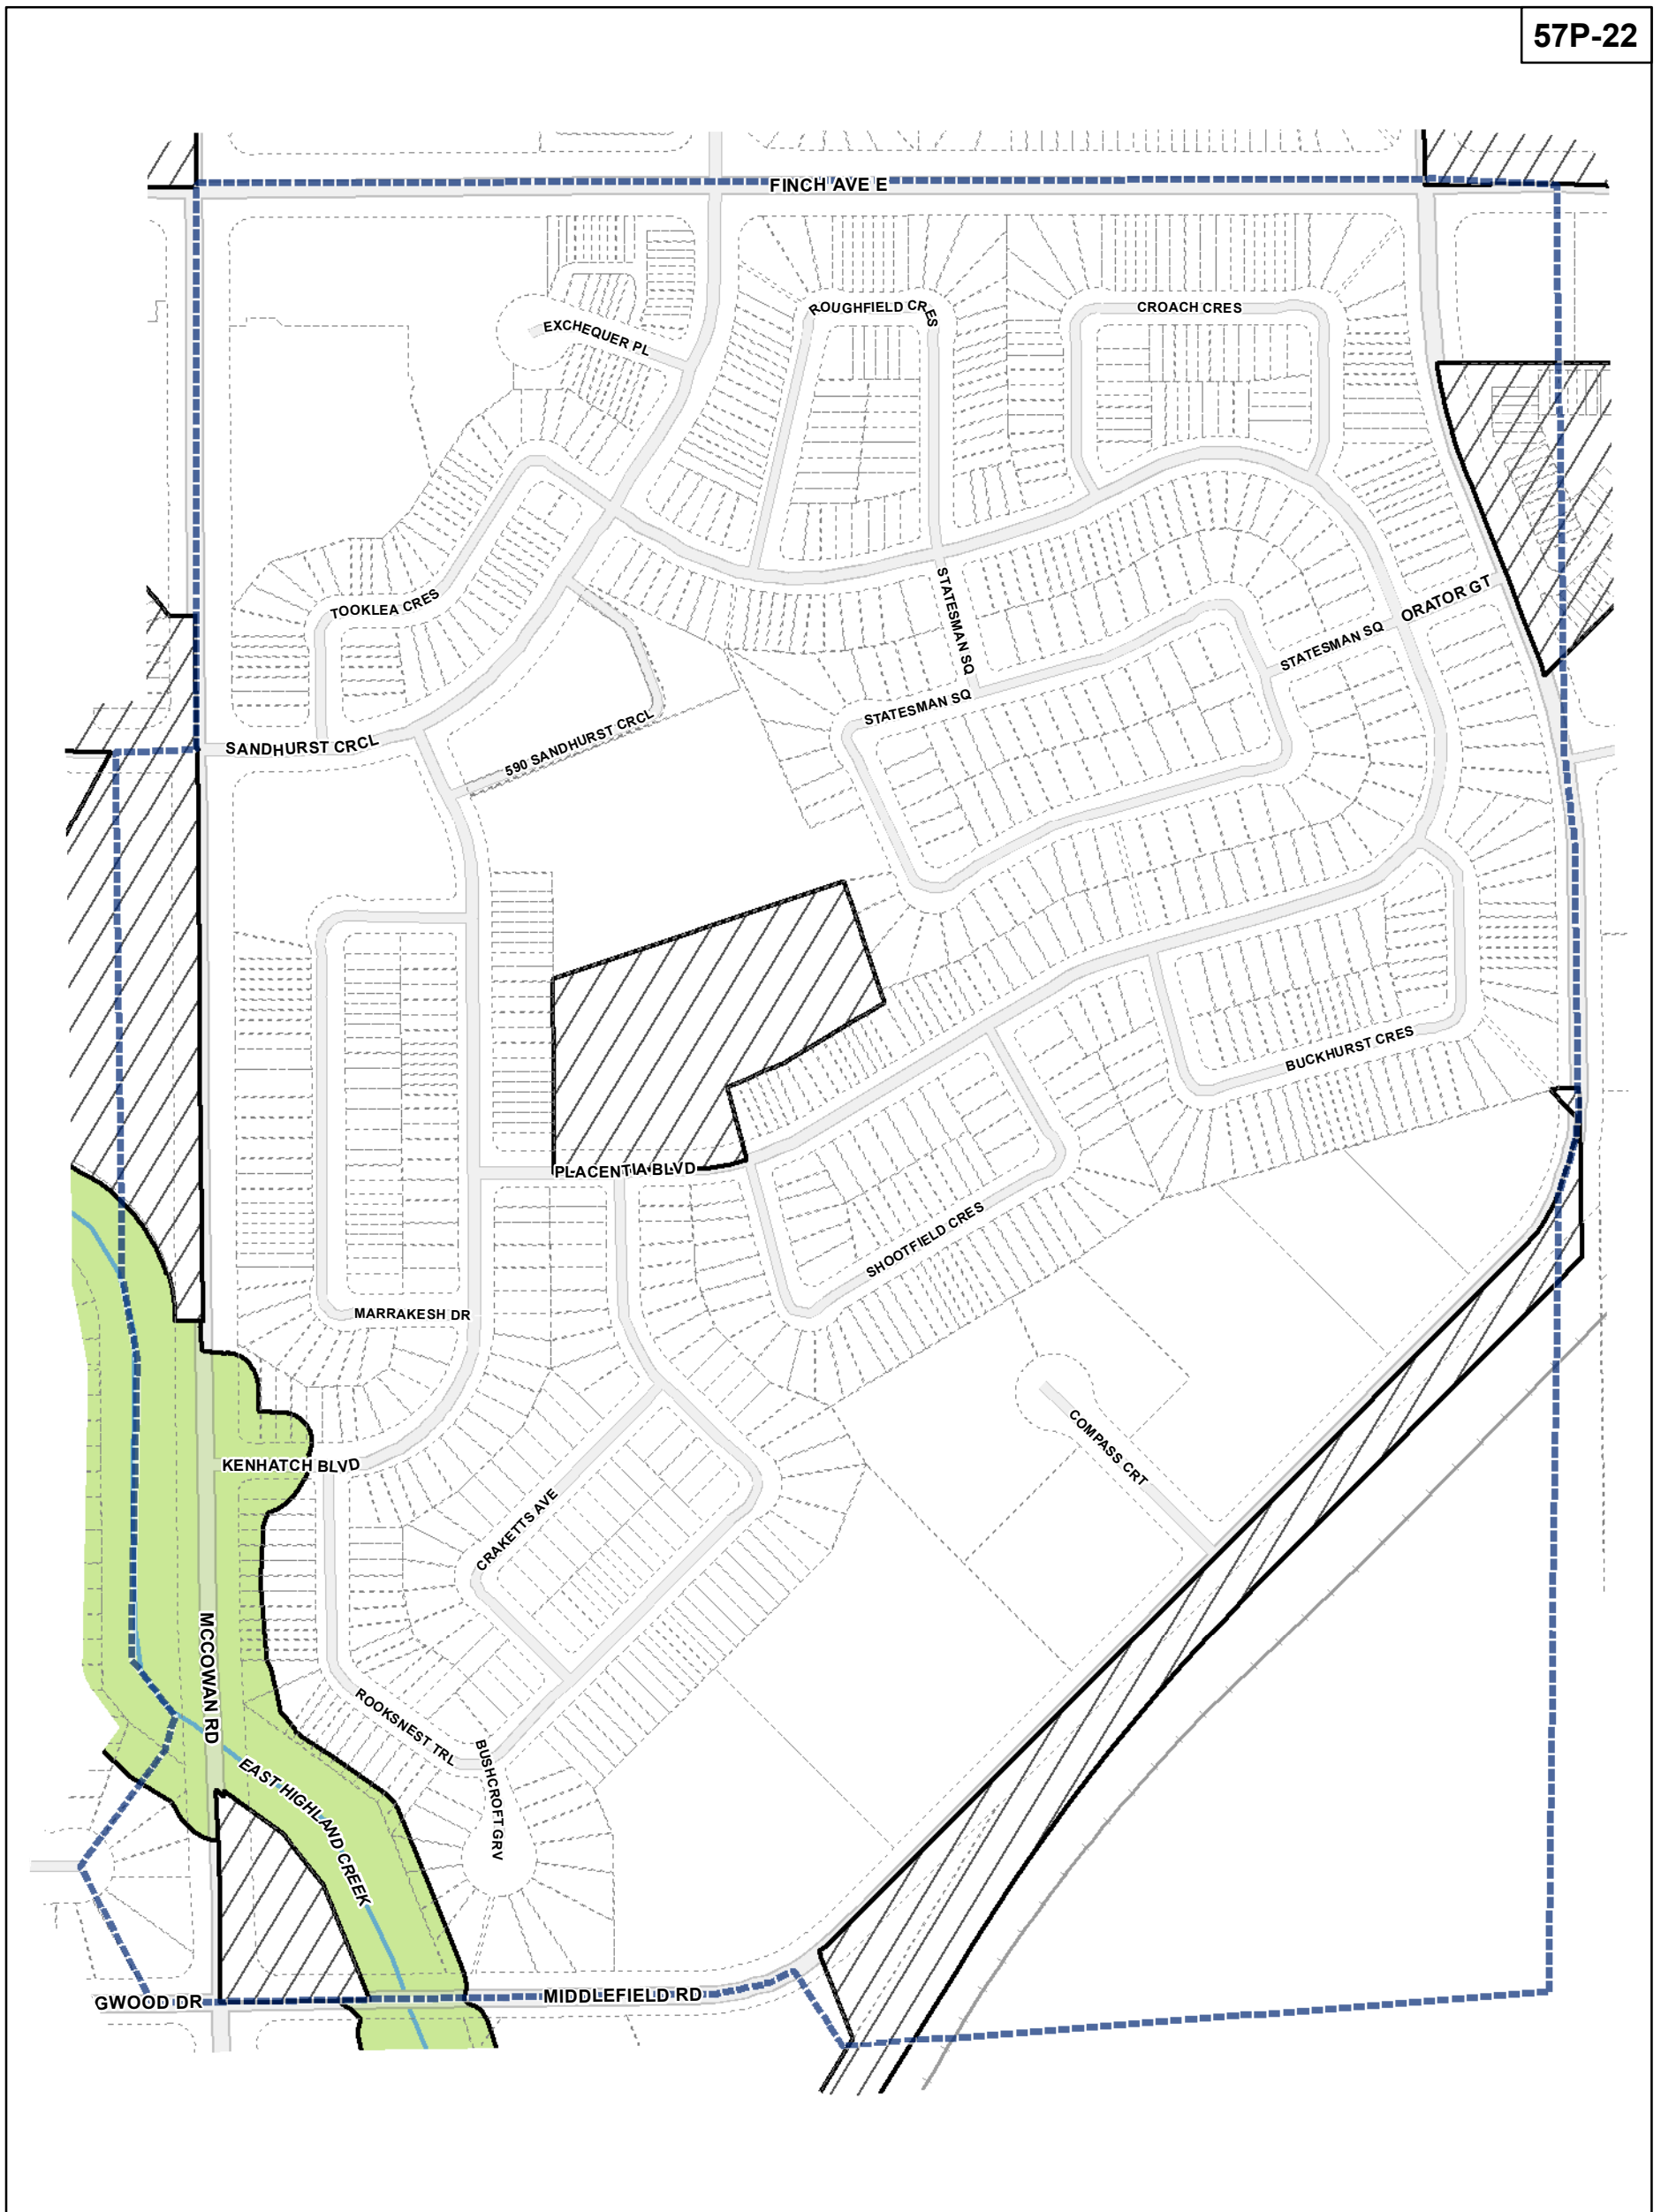 57P-22
FINCH AVE E
ROUGHFIELD CRES
CROACH CRES
EXCHEQUER PL
TOOKLEA CRES
STATESMAN SQ
ORATOR GT
STATESMAN SQ
STATESMAN SQ
SANDHURST CRCL
590 SANDHURST CRCL
BUCKHURST CRES
PLACENTIA BLVD
SHOOTFIELD CRES
MARRAKESH DR
COMPASS CRT
KENHATCH BLVD
CRAKETTS AVE
MCCOWAN RD
ROOKSNEST TRL
BUSHCROFT GRV
EAST HIGHLAND CREEK
GWOOD DR
MIDDLEFIELD RD